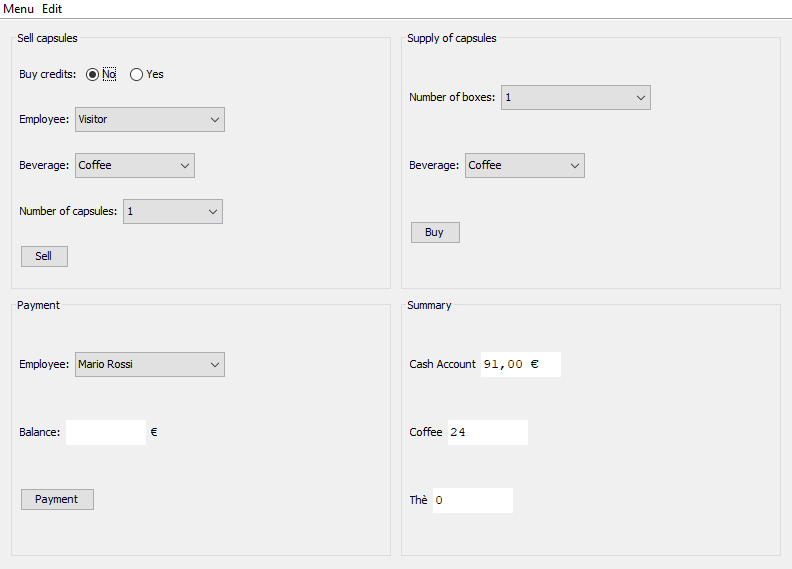 Menu Edit
Sell capsules
Buy credits: No Yes
Employee: Visitor
Beverage: Coffee
Number of capsules: 1
Sell
Supply of capsules
Number of boxes: 1
Beverage: Coffee
Buy
Payment
Employee: Mario Rossi
Balance: €
Payment
Summary
Cash Account 91,00 €
Coffee 24
Thè 0